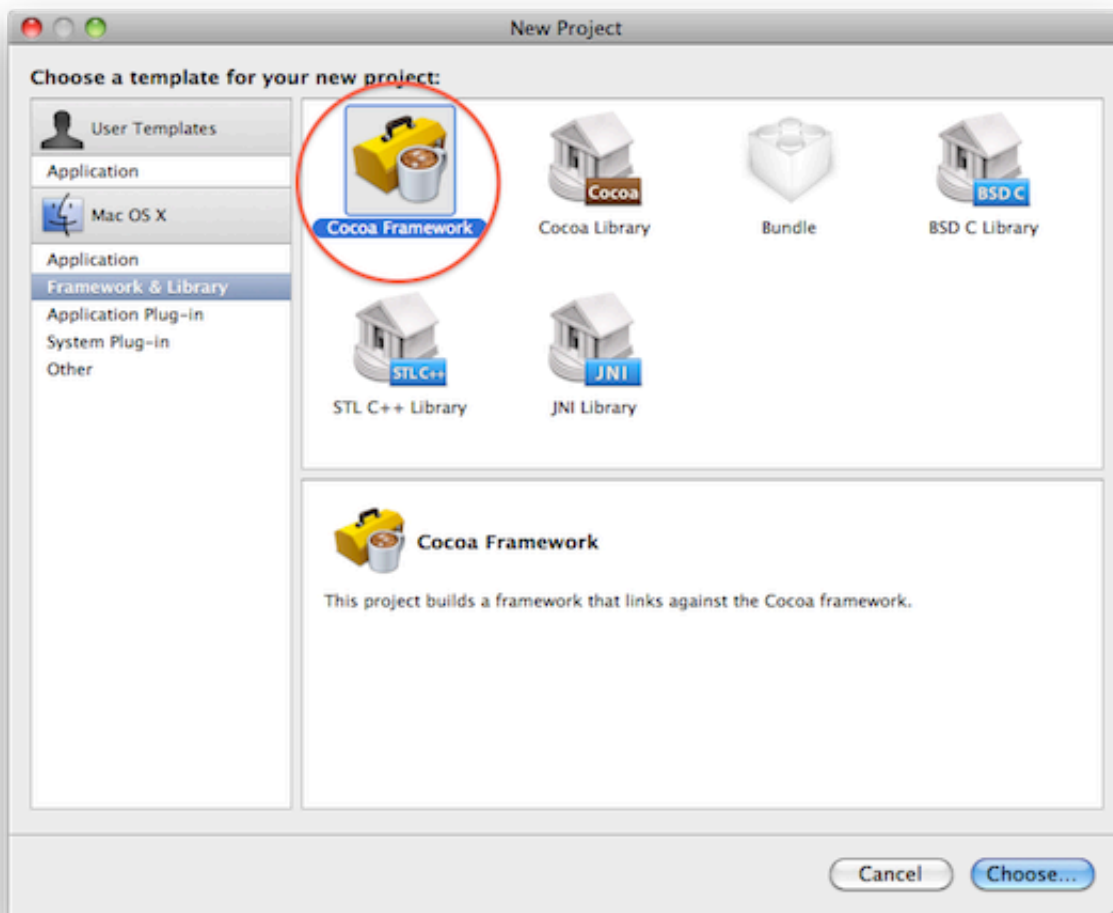 New Project
Choose a template for your new project:
User Templates
Application
Mac OS X
Application
Framework & Library
Application Plug-in
System Plug-in
Other
Cocoa Framework
Cocoa
Cocoa Library
Bundle
BSD C
BSD C Library
STL C++
STL C++ Library
JNI
JNI Library
Cocoa Framework
This project builds a framework that links against the Cocoa framework.
Cancel
Choose...